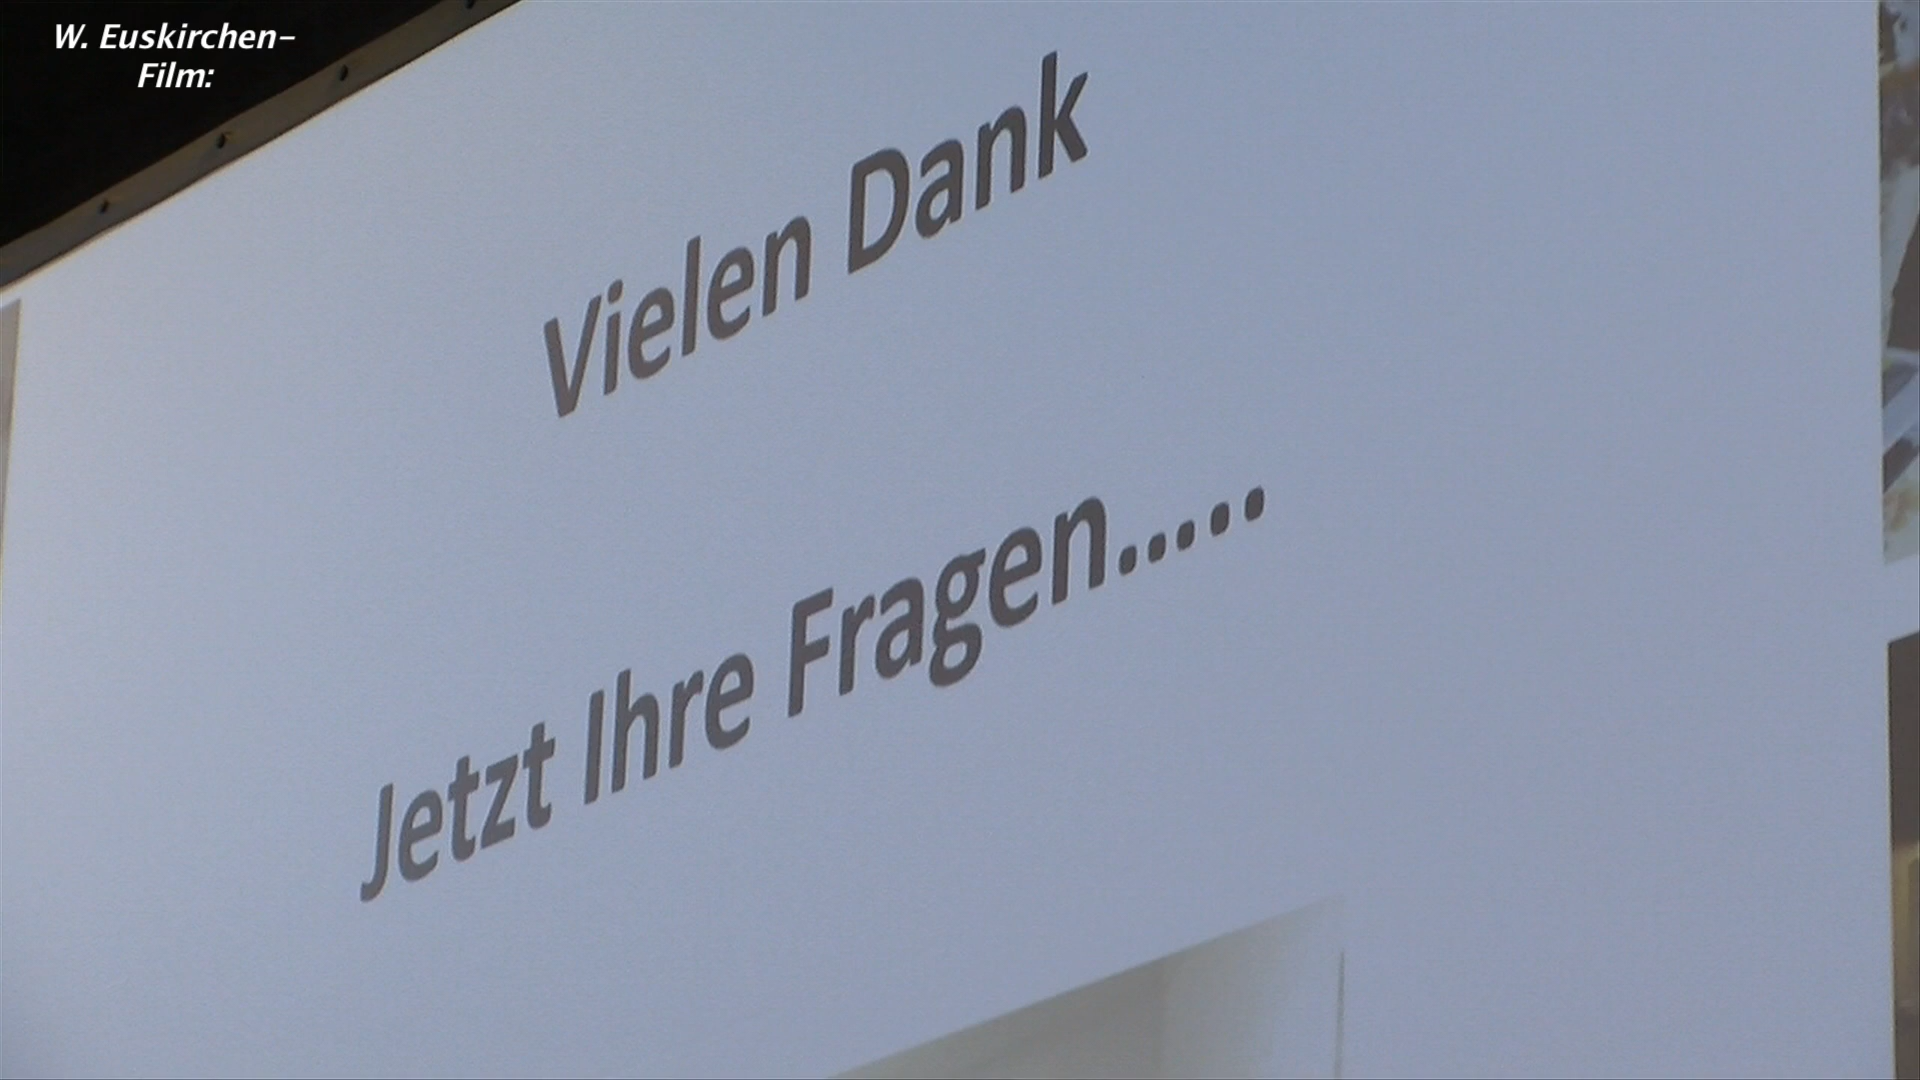 W. Euskirchen-
Film:
Vielen Dank
Jetzt Ihre Fragen.....